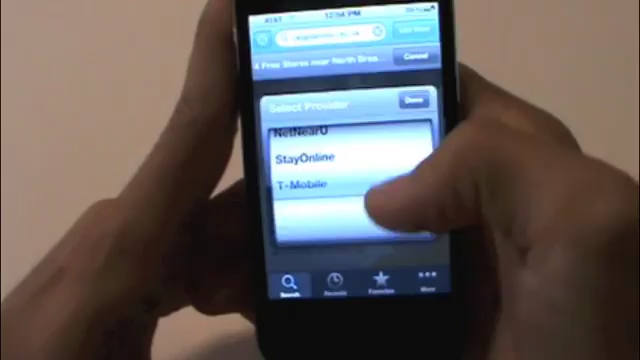 AT&T 12:54 PM
Cancel
4 Free Stores near North Broa...
Select Provider
Done
NetNearU
StayOnline
T-Mobile
Search
Recents
Favorites
More